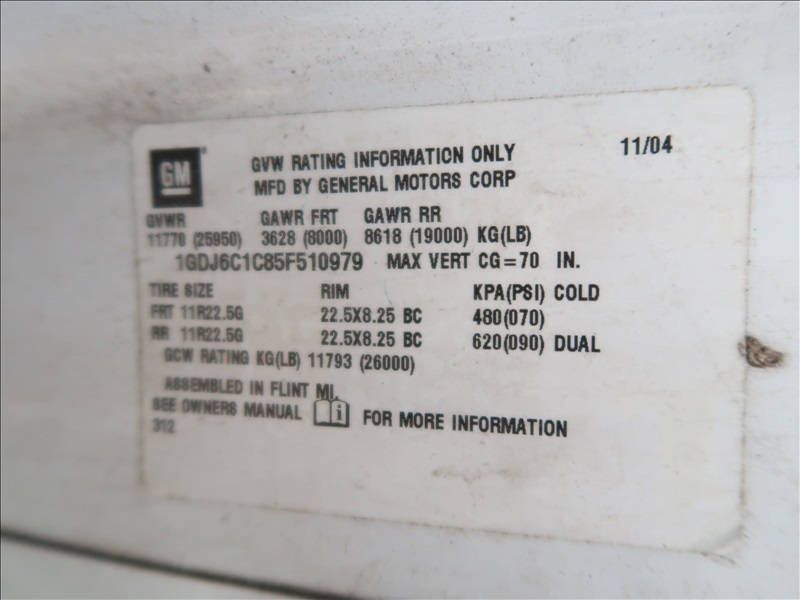 GM GVW RATING INFORMATION ONLY 11/04
MFD BY GENERAL MOTORS CORP
GVWR GAWR FRT GAWR RR
11770 (25950) 3628 (8000) 8618 (19000) KG(LB)
1GDJ6C1C85F510979 MAX VERT CG=70 IN.
TIRE SIZE RIM KPA(PSI) COLD
FRT 11R22.5G 22.5X8.25 BC 480(070)
RR 11R22.5G 22.5X8.25 BC 620(090) DUAL
GCW RATING KG(LB) 11793 (26000)
ASSEMBLED IN FLINT MI.
SEE OWNERS MANUAL i FOR MORE INFORMATION
312